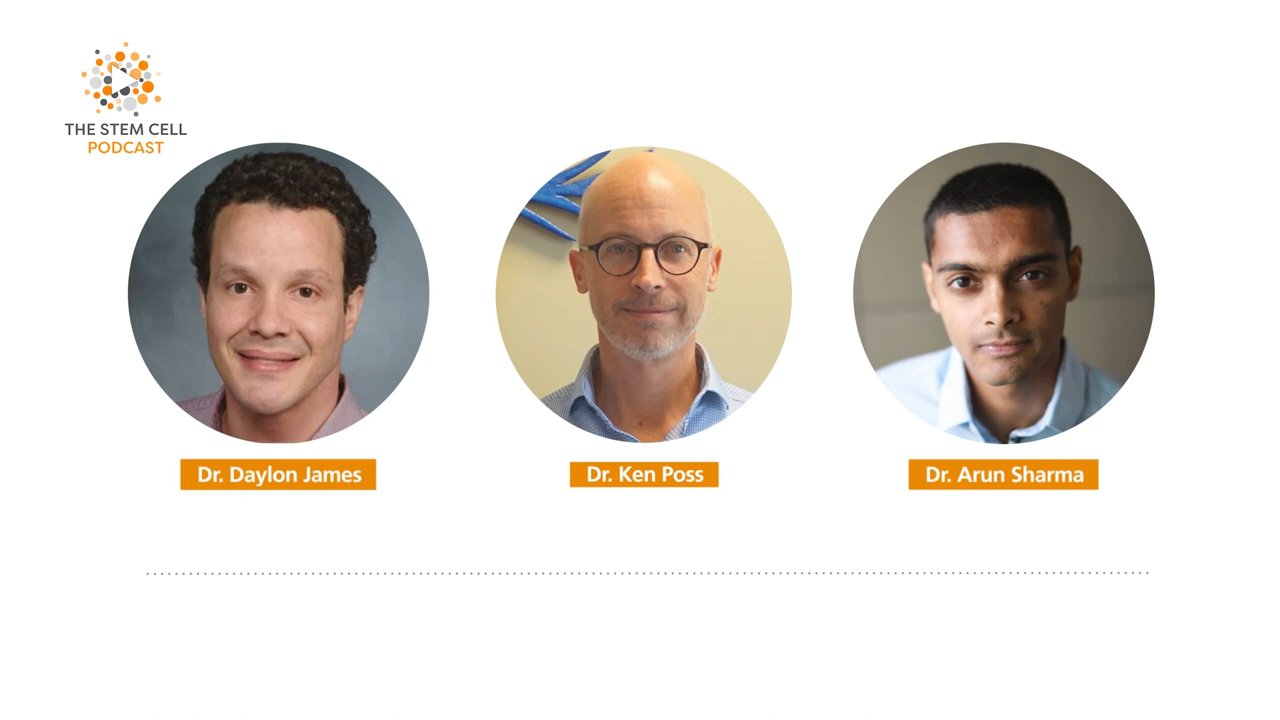 THE STEM CELL
PODCAST
Dr. Daylon James
Dr. Ken Poss
Dr. Arun Sharma